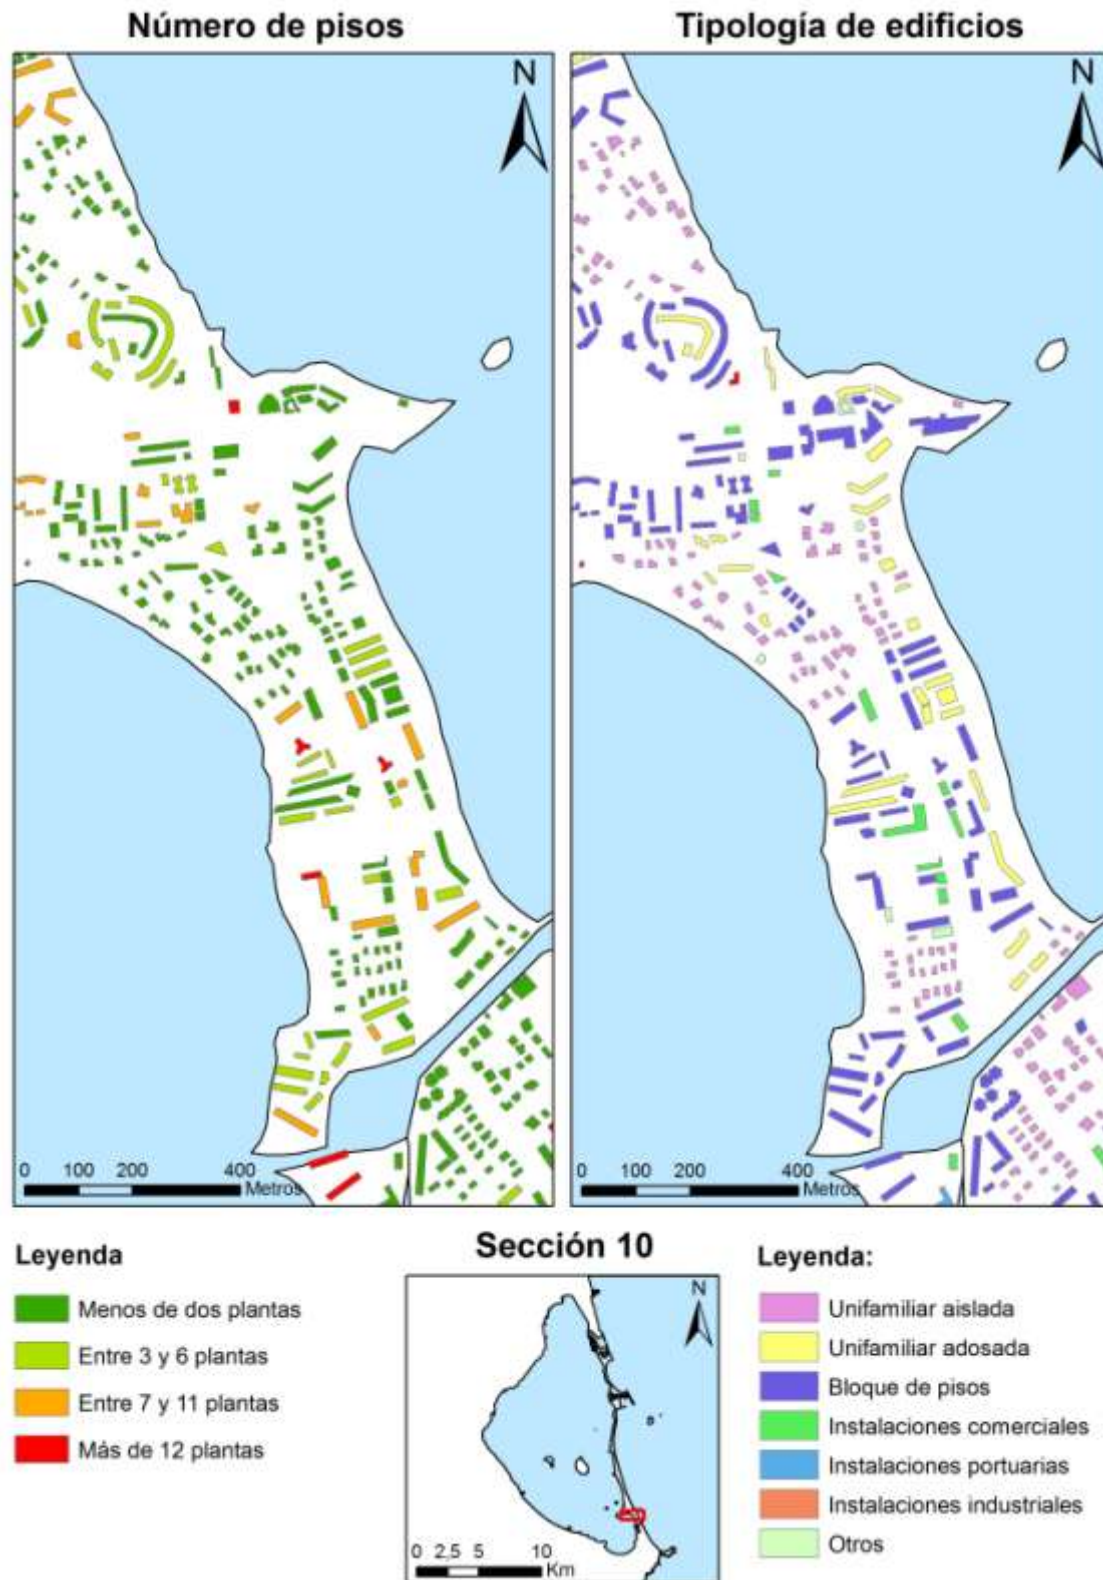 Número de pisos
Tipología de edificios
N
N
0 100 200 400
Metros
0 100 200 400
Metros
Leyenda
Menos de dos plantas
Entre 3 y 6 plantas
Entre 7 y 11 plantas
Más de 12 plantas
Sección 10
N
0 2,5 5 10
Km
Leyenda:
Unifamiliar aislada
Unifamiliar adosada
Bloque de pisos
Instalaciones comerciales
Instalaciones portuarias
Instalaciones industriales
Otros